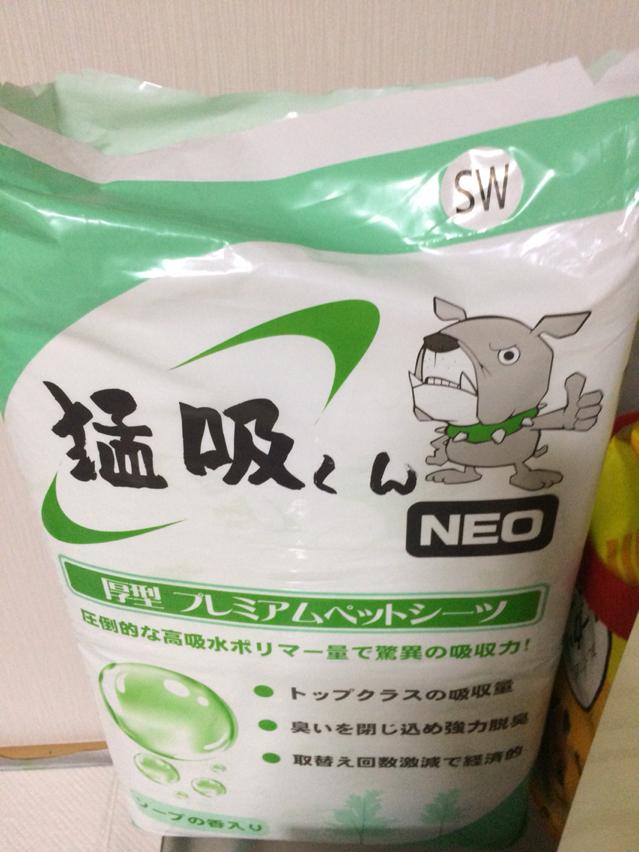 SW
猛吸くん
NEO
厚型 プレミアムペットシーツ
圧倒的な高吸水ポリマー量で驚異の吸収力!
トップクラスの吸収量
臭いを閉じ込め強力脱臭
取替え回数激減で経済的
ソープの香入り